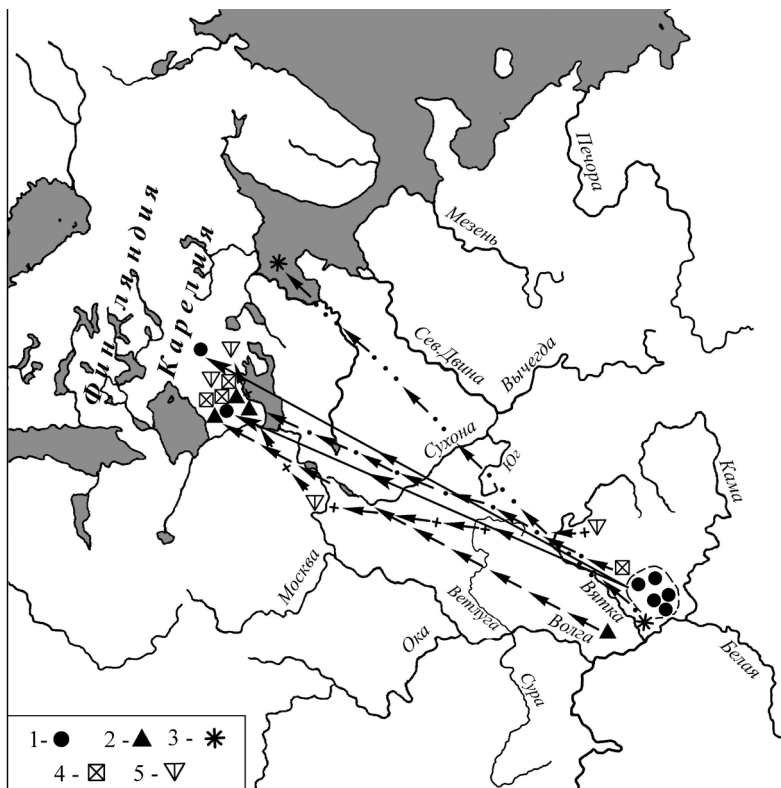 Печора
Мезень
Финляндия
Карелия
Сев.Двина
Вычегда
Сухона
Юг
Кама
Москва
Ветлуга
Вятка
Волга
Ока
Белая
Сура
1- 2 - 3 -
4 - 5 -